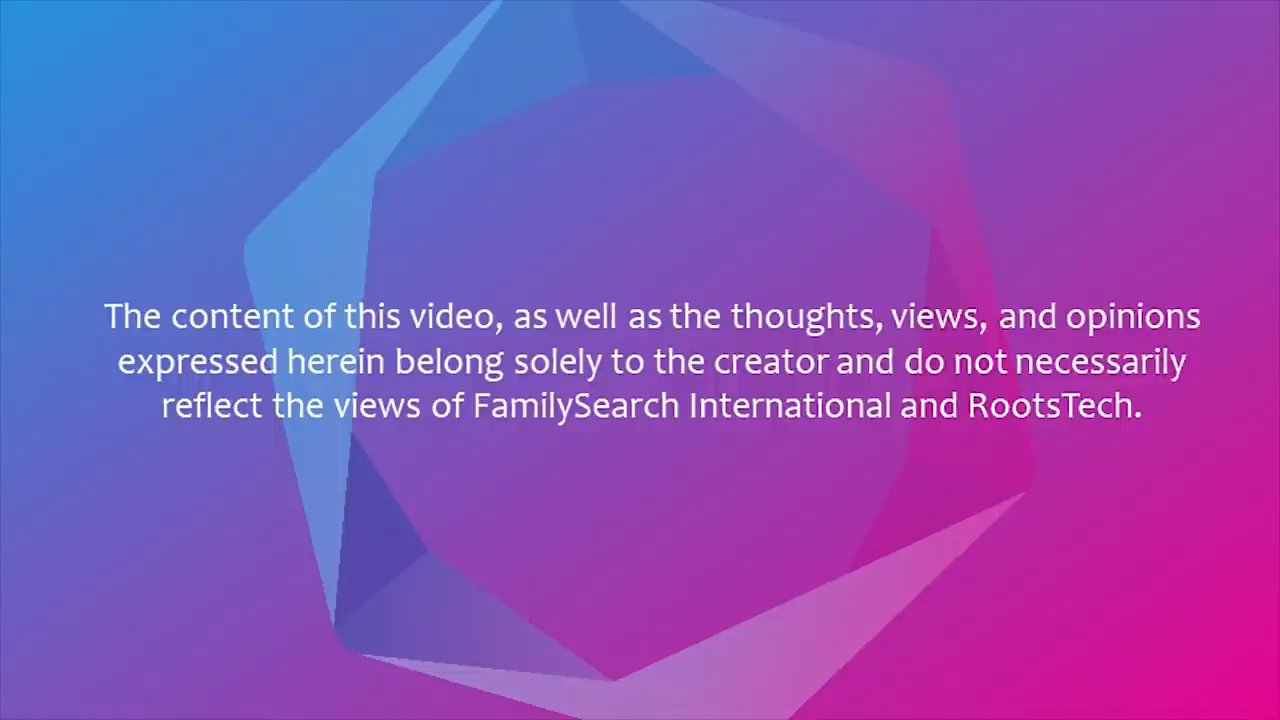 The content of this video, as well as the thoughts, views, and opinions
expressed herein belong solely to the creator and do not necessarily
reflect the views of FamilySearch International and RootsTech.